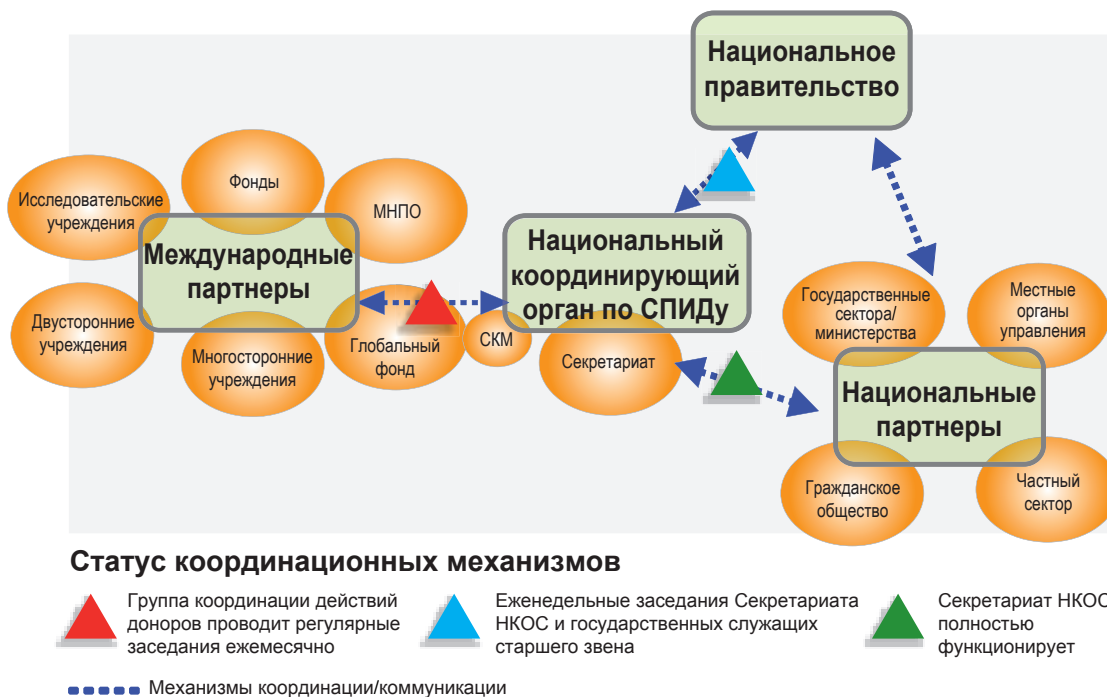 Национальное
правительство
Исследовательские
учреждения
Фонды
МНПО
Международные
партнеры
Национальный
координирующий
орган по СПИДу
Двусторонние
учреждения
Многосторонние
учреждения
Глобальный
фонд
СКМ
Секретариат
Государственные
сектора/
министерства
Местные
органы
управления
Национальные
партнеры
Гражданское
общество
Частный
сектор
Статус координационных механизмов
Группа координации действий
доноров проводит регулярные
заседания ежемесячно
Еженедельные заседания Секретариата
НКОС и государственных служащих
старшего звена
Секретариат НКОС
полностью
функционирует
Механизмы координации/коммуникации